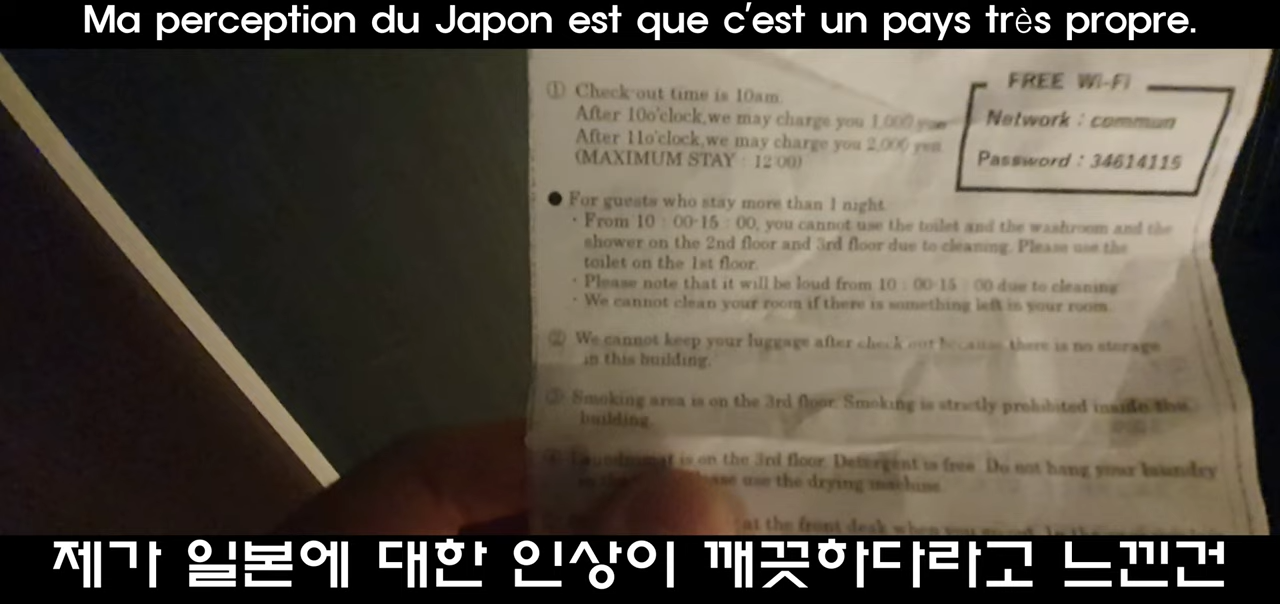 Ma perception du Japon est que c'est un pays très propre.
FREE Wi-Fi
Network : commun
Password : 34614115
① Check-out time is 10am.
After 10o'clock,we may charge you 1,000 yen
After 11o'clock,we may charge you 2,000 yen
(MAXIMUM STAY : 12:00)
● For guests who stay more than 1 night
・From 10 : 00-15 : 00, you cannot use the toilet and the washroom and the
shower on the 2nd floor and 3rd floor due to cleaning. Please use the
toilet on the 1st floor.
・Please note that it will be loud from 10 : 00-15 : 00 due to cleaning
・We cannot clean your room if there is something left in your room.
② We cannot keep your luggage after check out because there is no storage
in this building.
③ Smoking area is on the 3rd floor. Smoking is strictly prohibited inside this
building.
④ Laundromat is on the 3rd floor. Detergent is free. Do not hang your laundry
use the drying machine.
at the front desk when you
제가 일본에 대한 인상이 깨끗하다라고 느낀건